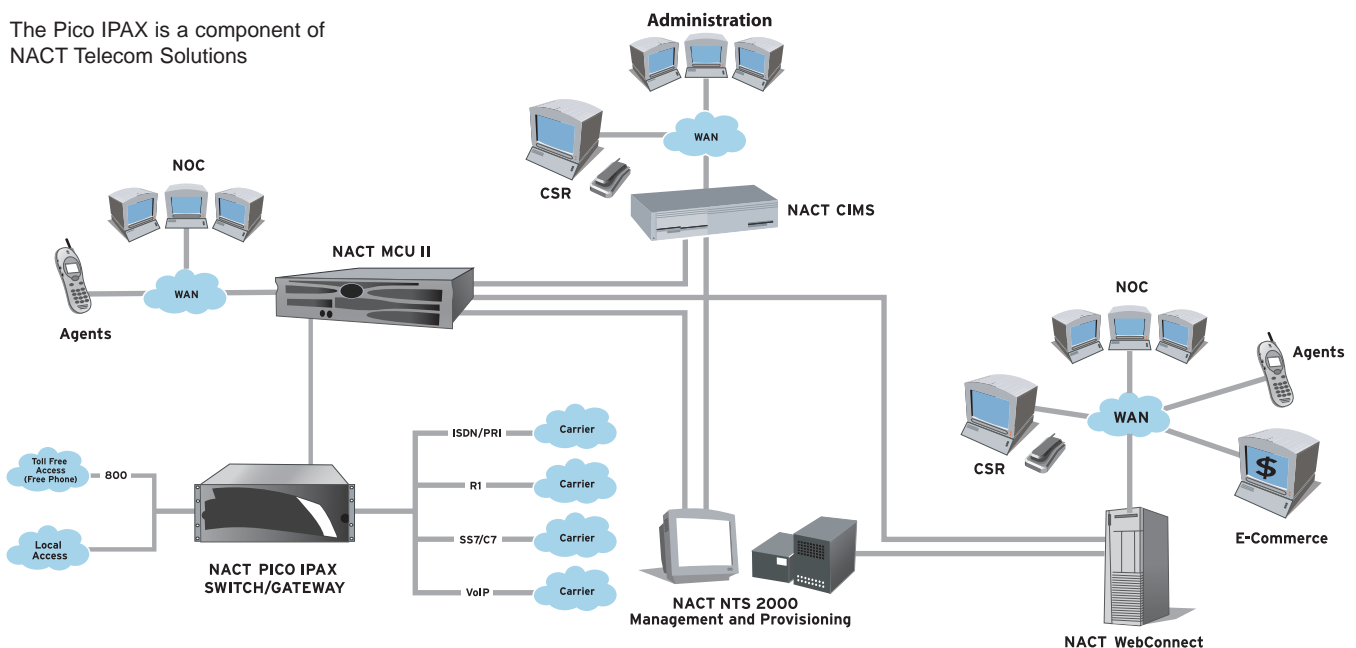 The Pico IPAX is a component of
NACT Telecom Solutions
Administration
WAN
CSR
NACT CIMS
NOC
NACT MCU II
WAN
Agents
NOC
Agents
WAN
CSR
$
E-Commerce
Toll Free
Access
(Free Phone)
800
Local
Access
NACT PICO IPAX
SWITCH/GATEWAY
ISDN/PRI
Carrier
R1
Carrier
SS7/C7
Carrier
VoIP
Carrier
NACT NTS 2000
Management and Provisioning
NACT WebConnect